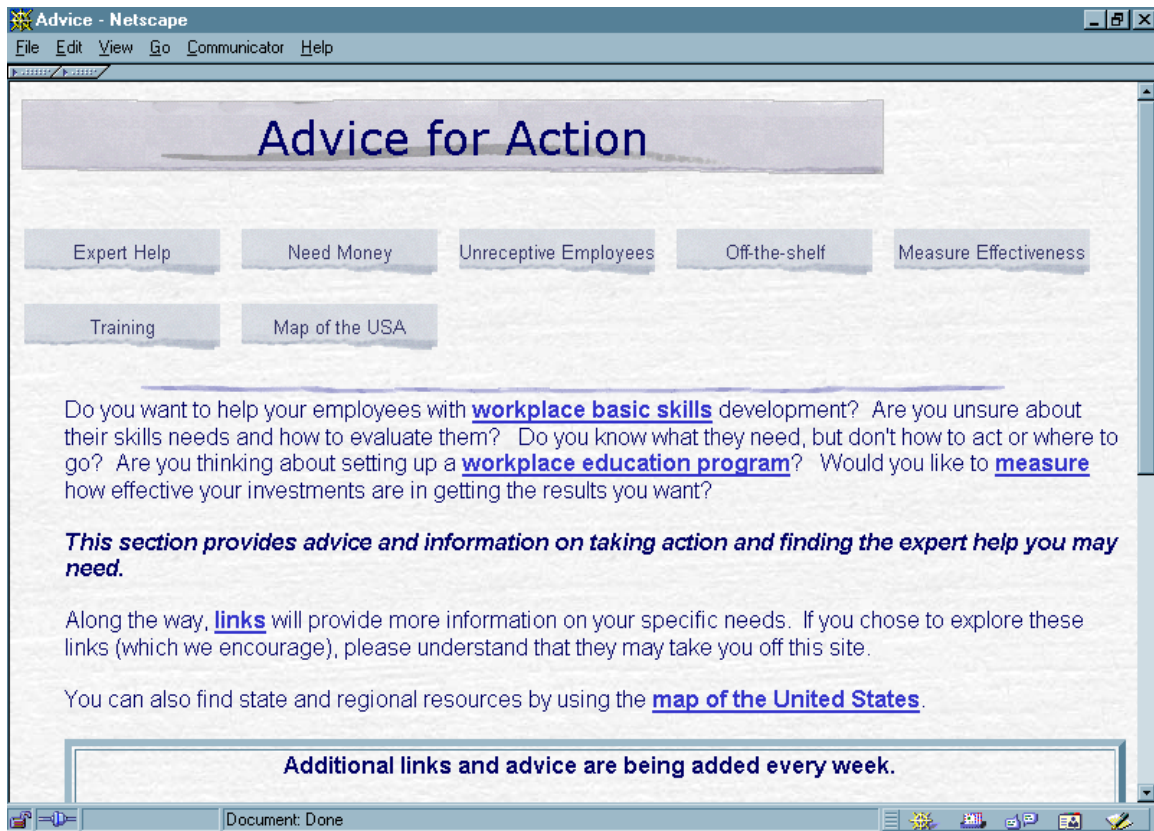 Advice - Netscape
File Edit View Go Communicator Help
Advice for Action
Expert Help Need Money Unreceptive Employees Off-the-shelf Measure Effectiveness
Training Map of the USA
Do you want to help your employees with workplace basic skills development? Are you unsure about
their skills needs and how to evaluate them? Do you know what they need, but don't how to act or where to
go? Are you thinking about setting up a workplace education program? Would you like to measure
how effective your investments are in getting the results you want?
This section provides advice and information on taking action and finding the expert help you may
need.
Along the way, links will provide more information on your specific needs. If you chose to explore these
links (which we encourage), please understand that they may take you off this site.
You can also find state and regional resources by using the map of the United States.
Additional links and advice are being added every week.
Document: Done